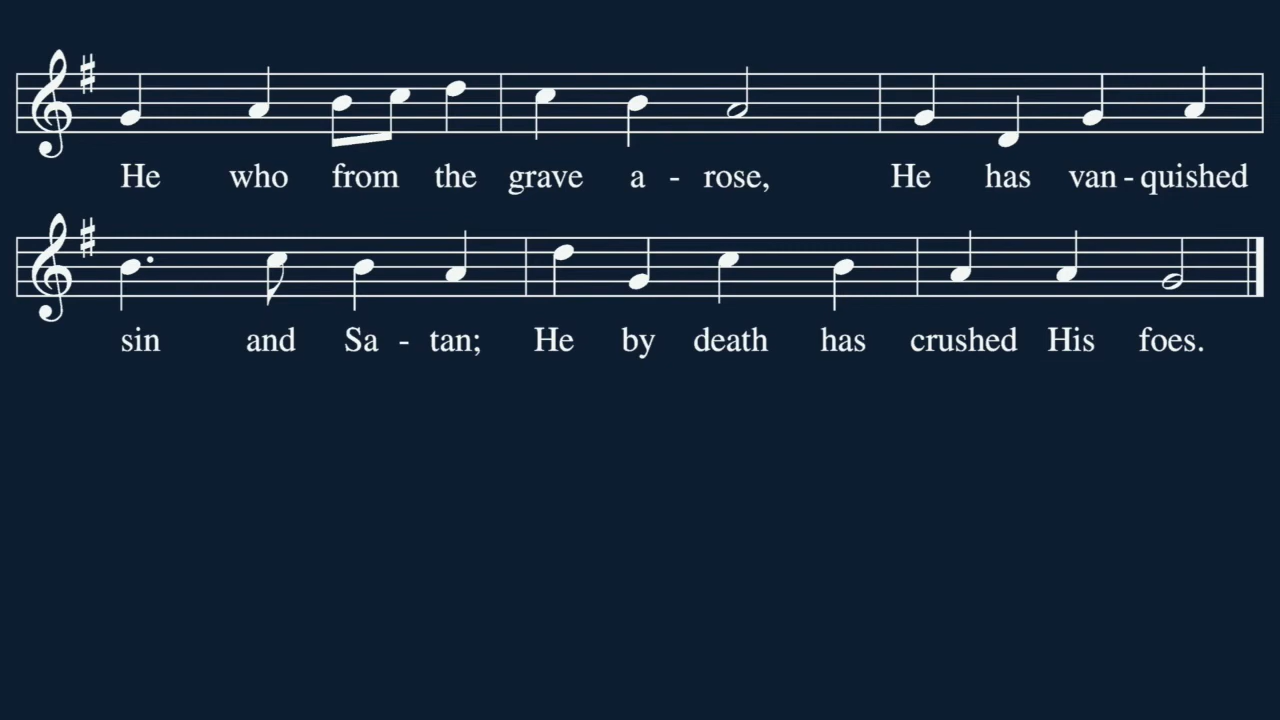 He who from the grave a - rose, He has van - quished
sin and Sa - tan; He by death has crushed His foes.